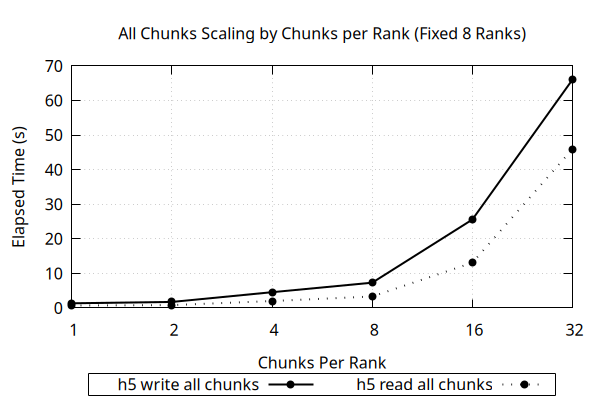 All Chunks Scaling by Chunks per Rank (Fixed 8 Ranks)
70
60
50
40
30
20
10
0
Elapsed Time (s)
1 2 4 8 16 32
Chunks Per Rank
h5 write all chunks h5 read all chunks